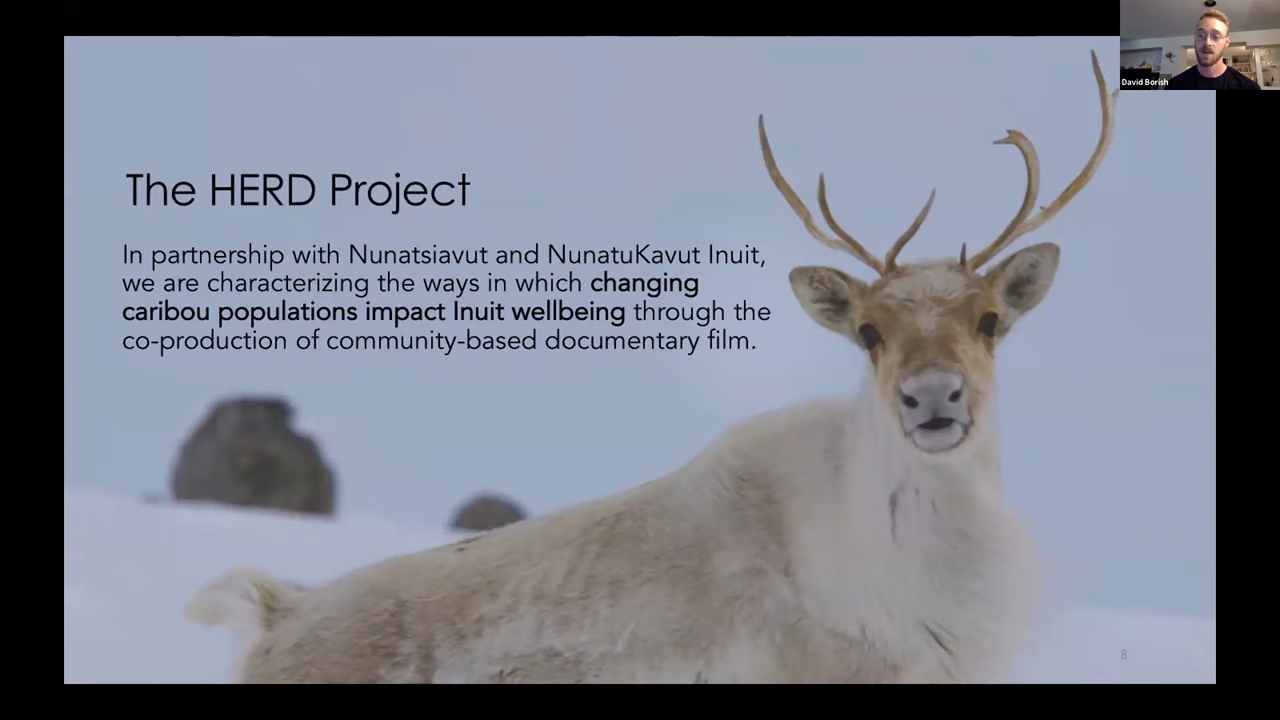 David Borish
The HERD Project
In partnership with Nunatsiavut and NunatuKavut Inuit,
we are characterizing the ways in which changing
caribou populations impact Inuit wellbeing through the
co-production of community-based documentary film.
8